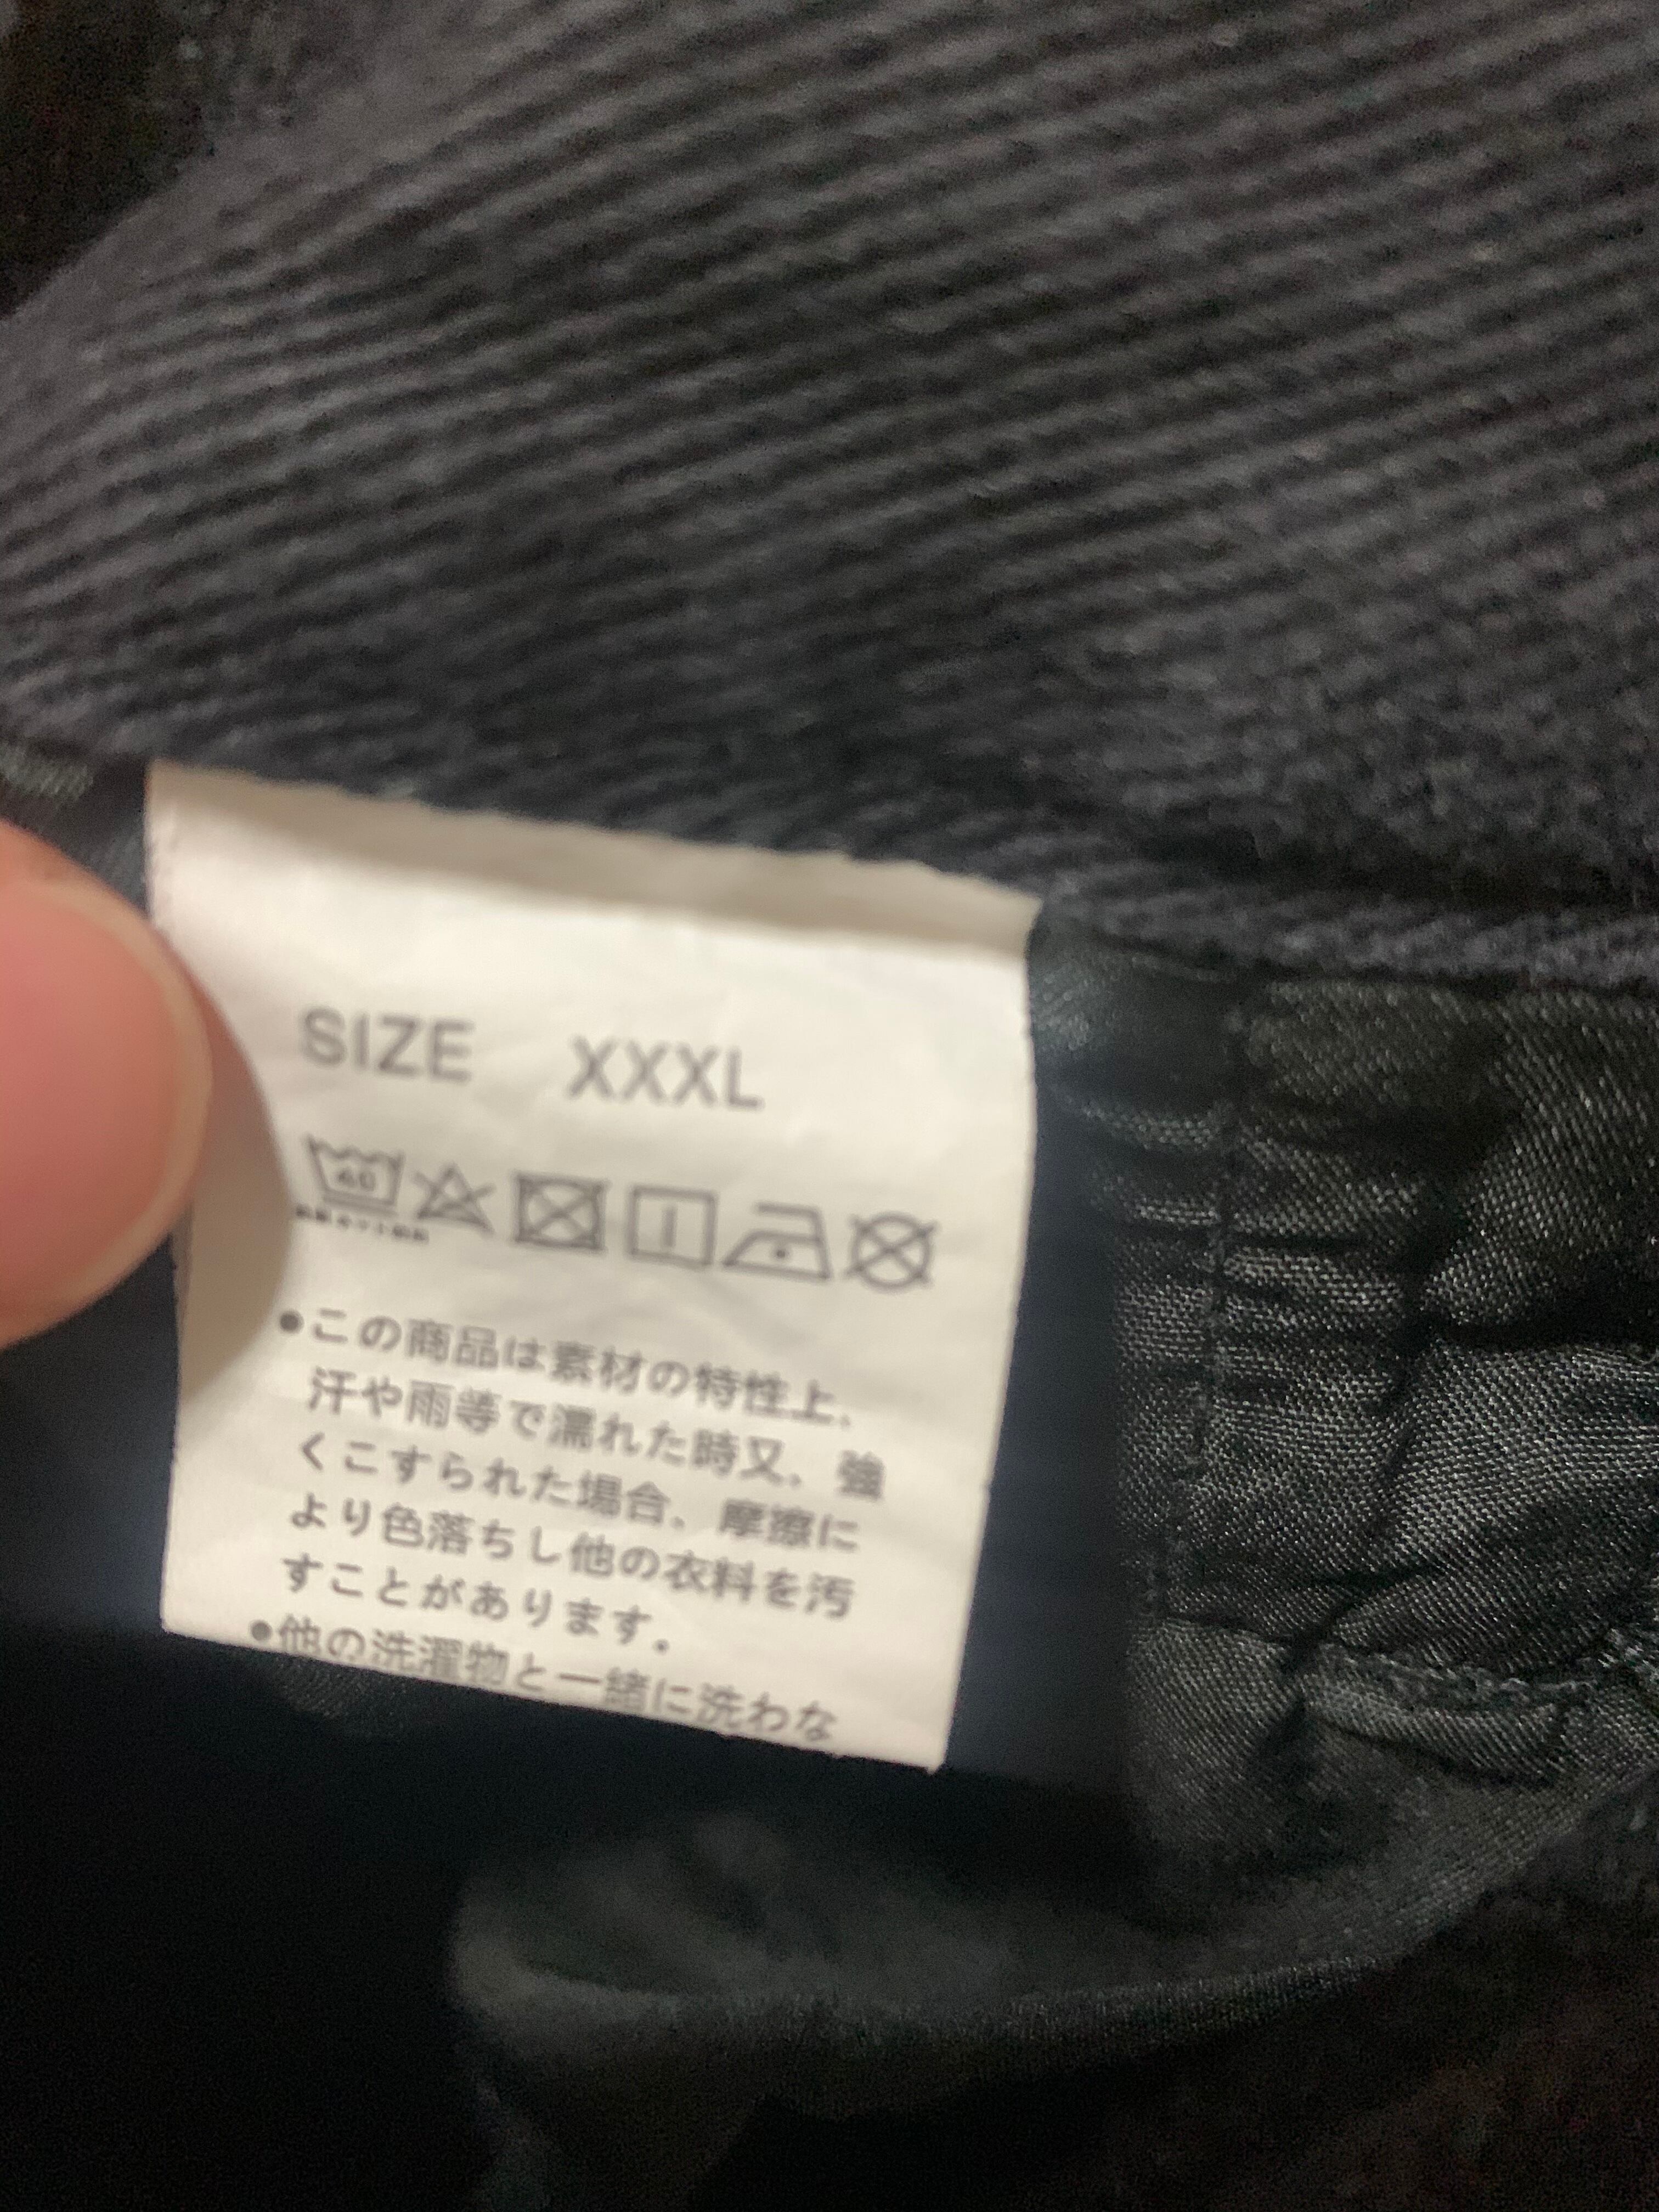 SIZE XXXL
●この商品は素材の特性上、
汗や雨等で濡れた時又、強
くこすられた場合、摩擦に
より色落ちし他の衣料を汚
すことがあります。
●他の洗濯物と一緒に洗わな